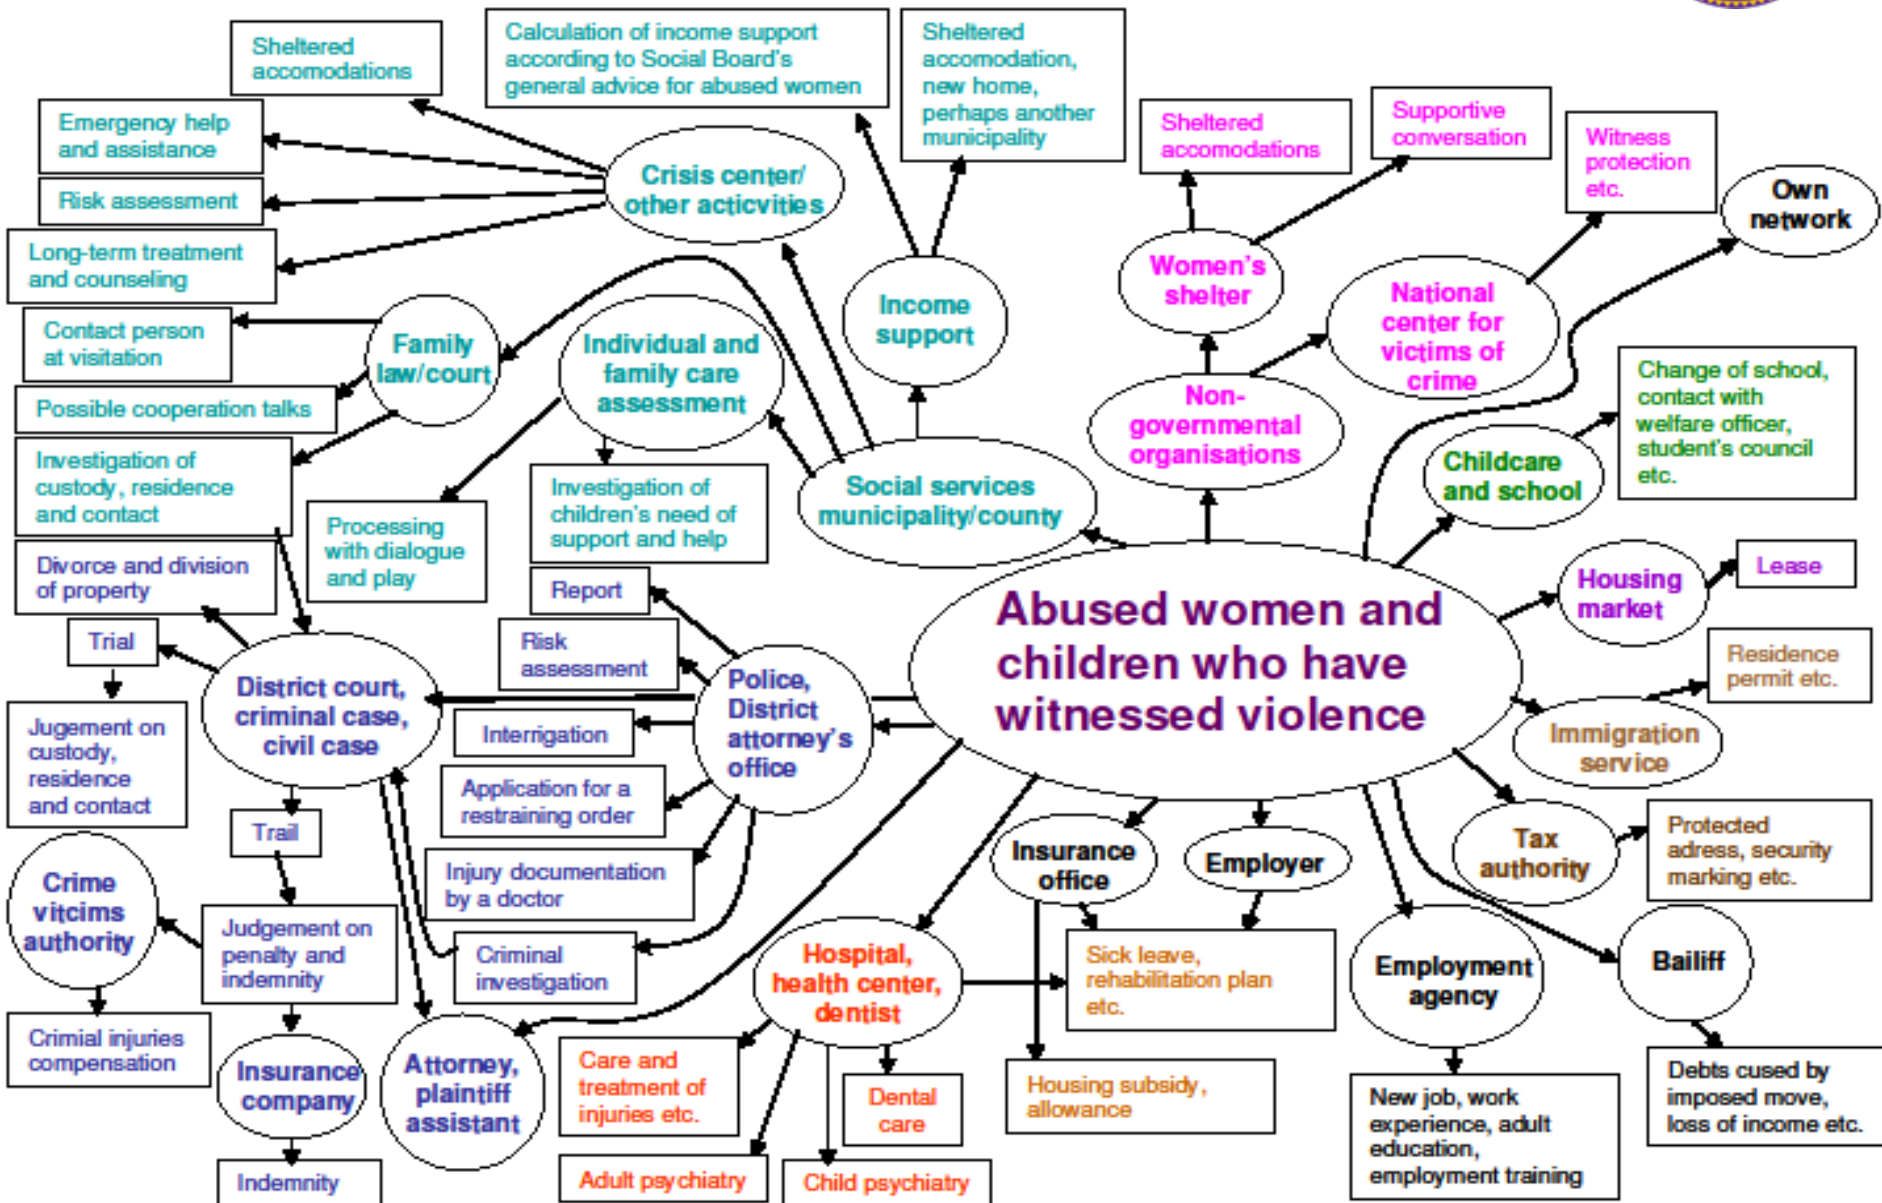 Sheltered
accomodations
Calculation of income support
according to Social Board's
general advice for abused women
Sheltered
accomodation,
new home,
perhaps another
municipality
Emergency help
and assistance
Risk assessment
Long-term treatment
and counseling
Crisis center/
other acticvities
Sheltered
accomodations
Supportive
conversation
Witness
protection
etc.
Own
network
Contact person
at visitation
Possible cooperation talks
Investigation of
custody, residence
and contact
Family
law/court
Individual and
family care
assessment
Income
support
Women's
shelter
National
center for
victims of
crime
Non-
governmental
organisations
Change of school,
contact with
welfare officer,
student's council
etc.
Childcare
and school
Processing
with dialogue
and play
Investigation of
children's need of
support and help
Social services
municipality/county
Divorce and division
of property
Trial
Jugement on
custody,
residence
and contact
District court,
criminal case,
civil case
Report
Risk
assessment
Interrigation
Application for a
restraining order
Injury documentation
by a doctor
Criminal
investigation
Police,
District
attorney's
office
Abused women and
children who have
witnessed violence
Housing
market
Lease
Residence
permit etc.
Immigration
service
Tax
authority
Protected
adress, security
marking etc.
Trail
Crime
vitcims
authority
Judgement on
penalty and
indemnity
Crimial injuries
compensation
Insurance
company
Indemnity
Attorney,
plaintiff
assistant
Insurance
office
Employer
Hospital,
health center,
dentist
Sick leave,
rehabilitation plan
etc.
Employment
agency
Bailiff
Care and
treatment of
injuries etc.
Dental
care
Adult psychiatry
Child psychiatry
Housing subsidy,
allowance
New job, work
experience, adult
education,
employment training
Debts cused by
imposed move,
loss of income etc.